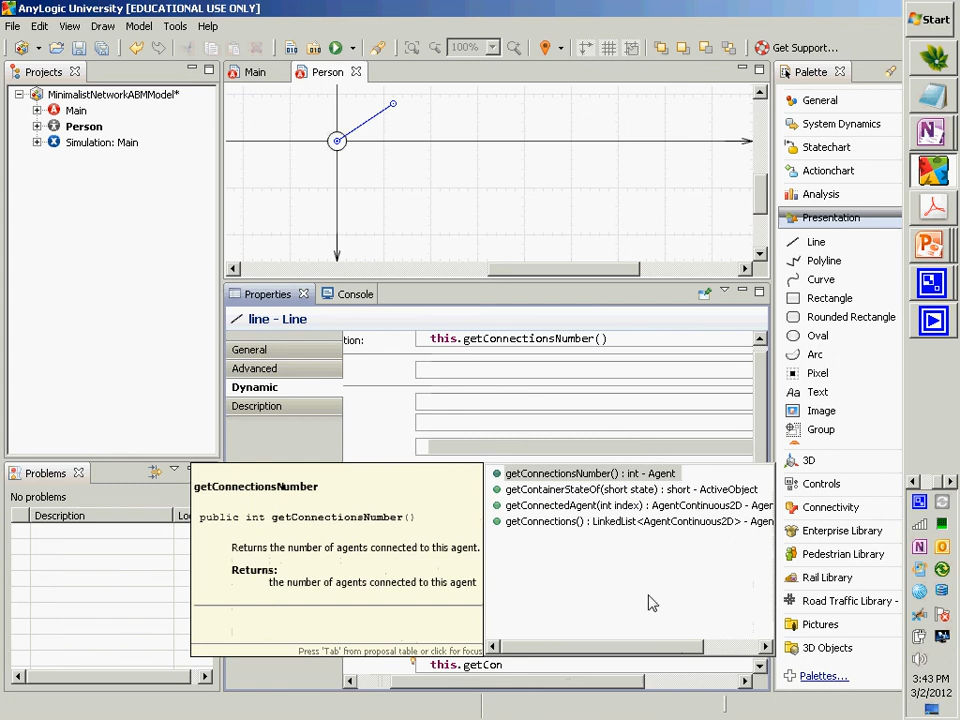 AnyLogic University [EDUCATIONAL USE ONLY]
File Edit View Draw Model Tools Help
100% Get Support...
Start
Projects
MinimalistNetworkABMModel*
Main
Person
Simulation: Main
Main Person
Properties Console
line - Line
General
Advanced
Dynamic
Description
tion: this.getConnectionsNumber()
this.getCon
getConnectionsNumber
public int getConnectionsNumber()
Returns the number of agents connected to this agent.
Returns:
the number of agents connected to this agent
Press 'Tab' from proposal table or click for focus
getConnectionsNumber() : int - Agent
getContainerStateOf(short state) : short - ActiveObject
getConnectedAgent(int index) : AgentContinuous2D - Agen
getConnections() : LinkedList<AgentContinuous2D> - Agen
Problems
No problems
Description Loc
Palette
General
System Dynamics
Statechart
Actionchart
Analysis
Presentation
Line
Polyline
Curve
Rectangle
Rounded Rectangle
Oval
Arc
Pixel
Text
Image
Group
3D
Controls
Connectivity
Enterprise Library
Pedestrian Library
Rail Library
Road Traffic Library -
Pictures
3D Objects
Palettes...
3:43 PM
3/2/2012